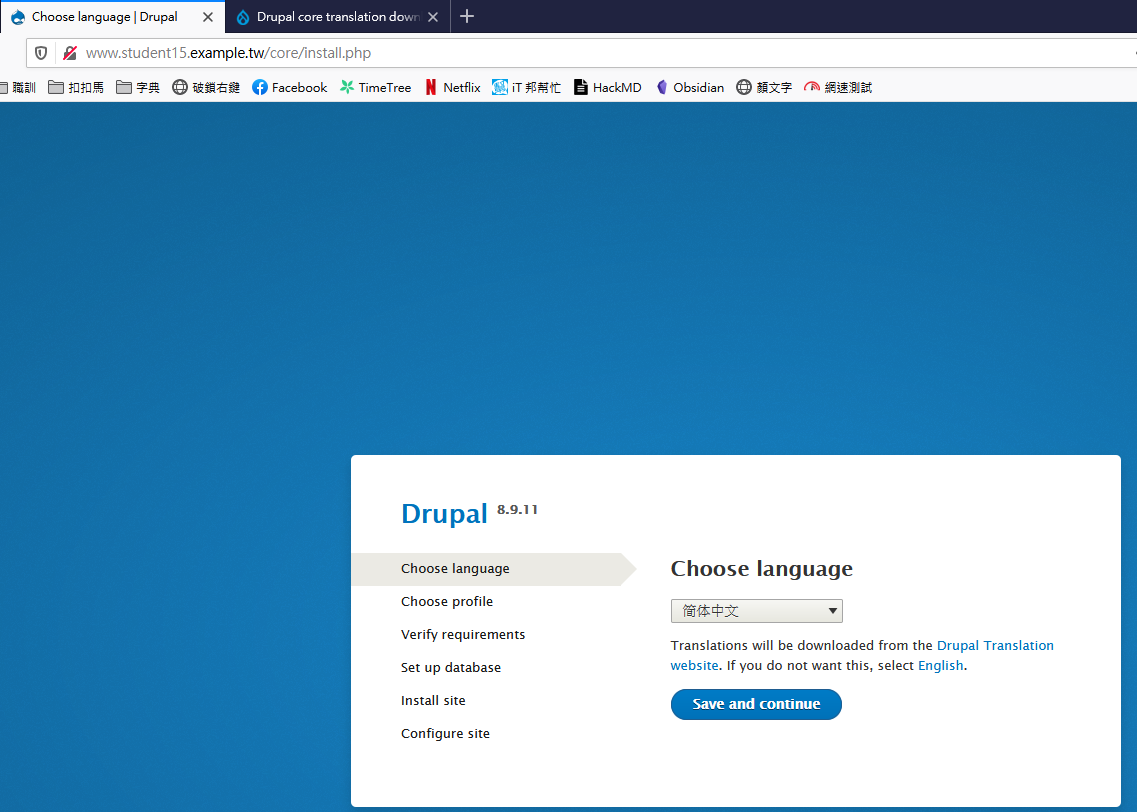 Choose language | Drupal
Drupal core translation down
www.student15.example.tw/core/install.php
職訓 扣扣馬 字典 破鎖右鍵 Facebook TimeTree Netflix iT 邦幫忙 HackMD Obsidian 顏文字 網速測試
Drupal 8.9.11
Choose language
Choose profile
Verify requirements
Set up database
Install site
Configure site
Choose language
简体中文
Translations will be downloaded from the Drupal Translation
website. If you do not want this, select English.
Save and continue